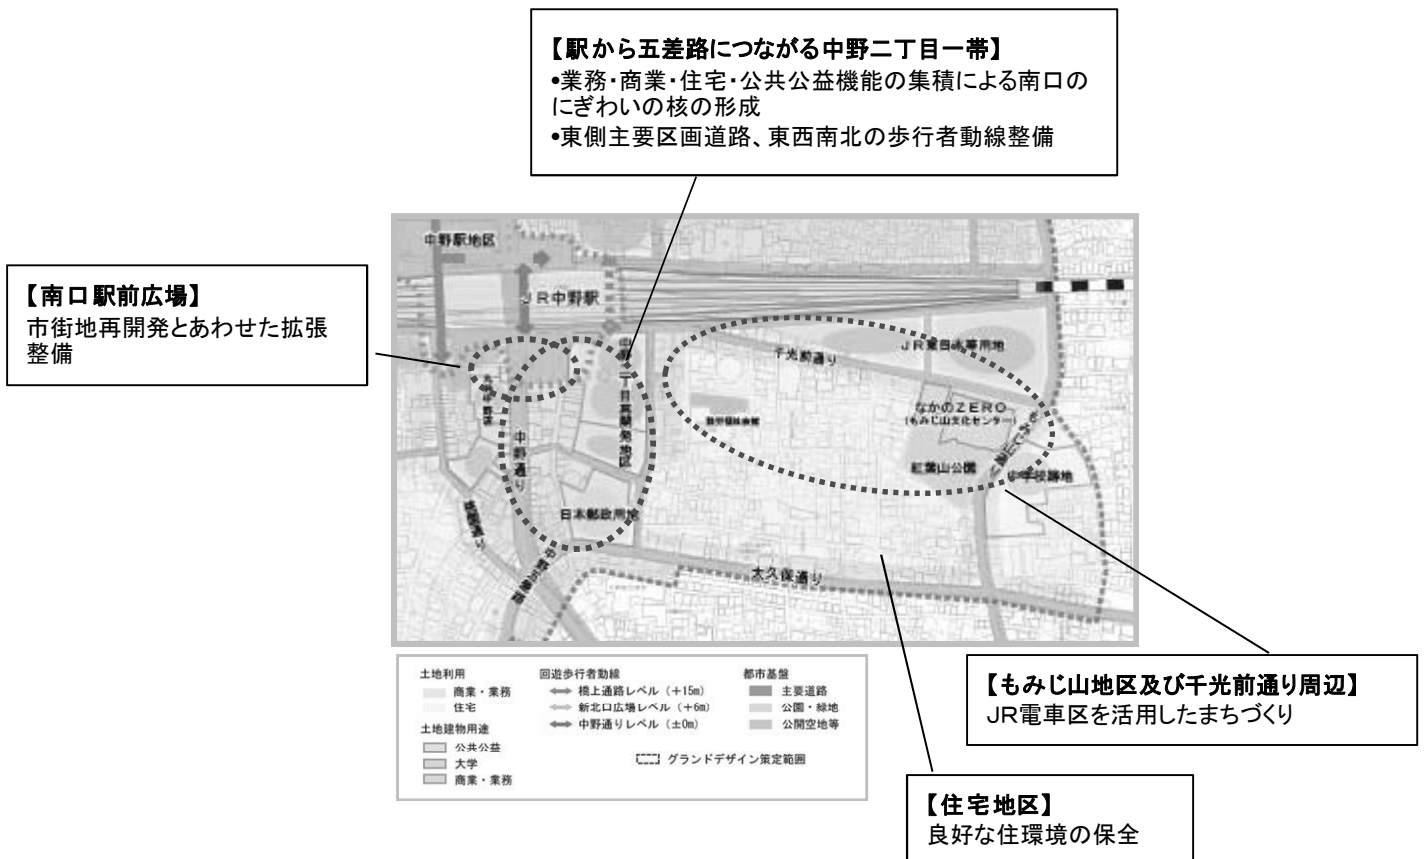 【駅から五差路につながる中野二丁目一帯】
•業務・商業・住宅・公共公益機能の集積による南口の
にぎわいの核の形成
•東側主要区画道路、東西南北の歩行者動線整備
【南口駅前広場】
市街地再開発とあわせた拡張
整備
中野駅地区
JR中野駅
千光前通り
JR東日本等用地
中野二丁目再開発地区
なかのZERO
(もみじ山文化センター)
中野通り
紅葉山公園
中学校跡地
日本郵政用地
大久保通り
土地利用
商業・業務
住宅
土地建物用途
公共公益
大学
商業・業務
回遊歩行者動線
橋上通路レベル（＋15m）
新北口広場レベル（＋6m）
中野通りレベル（±0m）
都市基盤
主要道路
公園・緑地
公開空地等
グランドデザイン策定範囲
【もみじ山地区及び千光前通り周辺】
JR電車区を活用したまちづくり
【住宅地区】
良好な住環境の保全